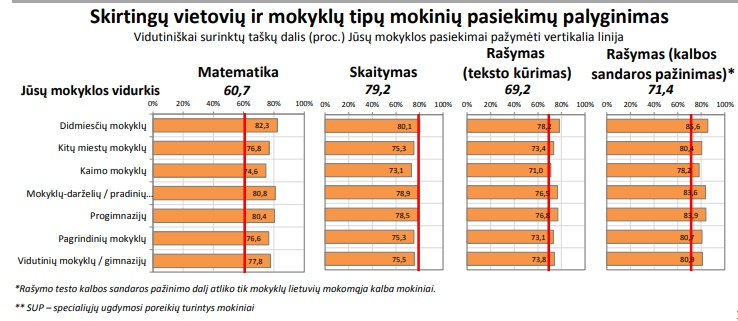 Skirtingų vietovių ir mokyklų tipų mokinių pasiekimų palyginimas
Vidutiniškai surinktų taškų dalis (proc.) Jūsų mokyklos pasiekimai pažymėti vertikalia linija
Jūsų mokyklos vidurkis
Matematika
60,7
Skaitymas
79,2
Rašymas
(teksto kūrimas)
69,2
Rašymas (kalbos
sandaros pažinimas)*
71,4
0% 20% 40% 60% 80% 100%
0% 20% 40% 60% 80% 100%
0% 20% 40% 60% 80% 100%
0% 20% 40% 60% 80% 100%
Didmiesčių mokyklų 82,3 80,1 78,2 85,6
Kitų miestų mokyklų 76,8 75,3 73,4 80,4
Kaimo mokyklų 74,6 73,1 71,0 78,2
Mokyklų-darželių / pradinių... 80,8 78,9 76,5 83,6
Progimnazijų 80,4 78,5 76,8 83,9
Pagrindinių mokyklų 76,6 75,3 73,1 80,7
Vidutinių mokyklų / gimnazijų 77,8 75,5 73,8 80,9
*Rašymo testo kalbos sandaros pažinimo dalį atliko tik mokyklų lietuvių mokomąja kalba mokiniai.
** SUP – specialiųjų ugdymosi poreikių turintys mokiniai